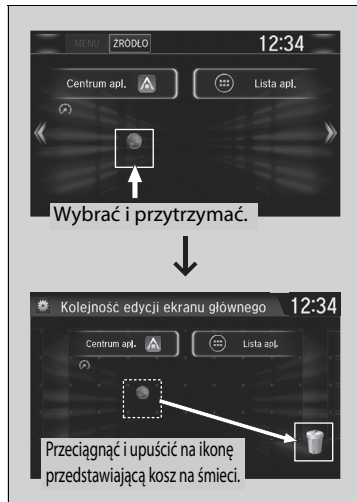 MENU ŹRÓDŁO 12:34
Centrum apl. Lista apl.
Wybrać i przytrzymać.
Kolejność edycji ekranu głównego 12:34
Centrum apl. Lista apl.
Przeciągnąć i upuścić na ikonę
przedstawiającą kosz na śmieci.